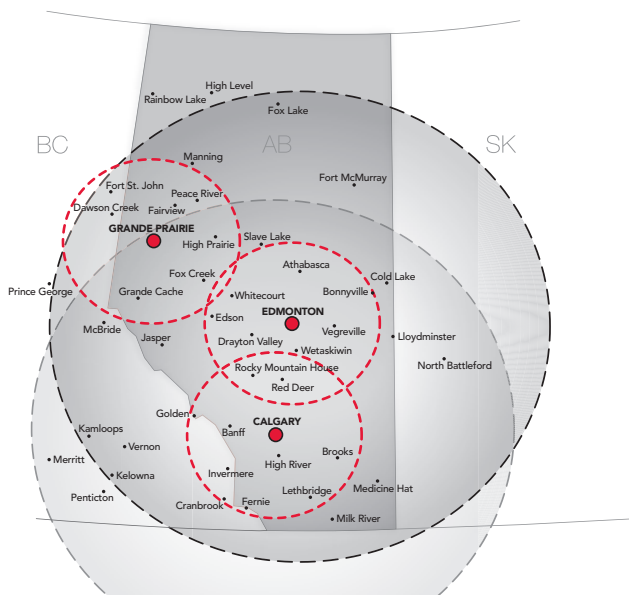 High Level
Rainbow Lake
Fox Lake
BC
AB
SK
Manning
Fort McMurray
Fort St. John
Peace River
Dawson Creek
Fairview
GRANDE PRAIRIE
High Prairie
Slave Lake
Athabasca
Fox Creek
Cold Lake
Prince George
Grande Cache
Whitecourt
Bonnyville
EDMONTON
Edson
McBride
Vegreville
Jasper
Drayton Valley
Lloydminster
Wetaskiwin
Rocky Mountain House
North Battleford
Red Deer
Golden
CALGARY
Kamloops
Banff
Vernon
Brooks
Merritt
High River
Kelowna
Invermere
Penticton
Lethbridge
Medicine Hat
Cranbrook
Fernie
Milk River